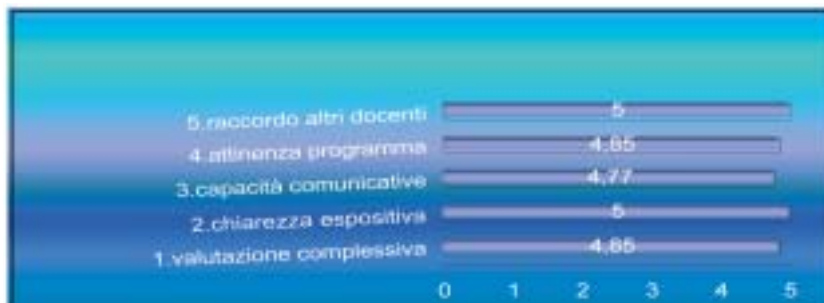 5.raccordo altri docenti 5
4.attinenza programma 4,85
3.capacità comunicative 4,77
2.chiarezza espositiva 5
1.valutazione complessiva 4,85
0 1 2 3 4 5